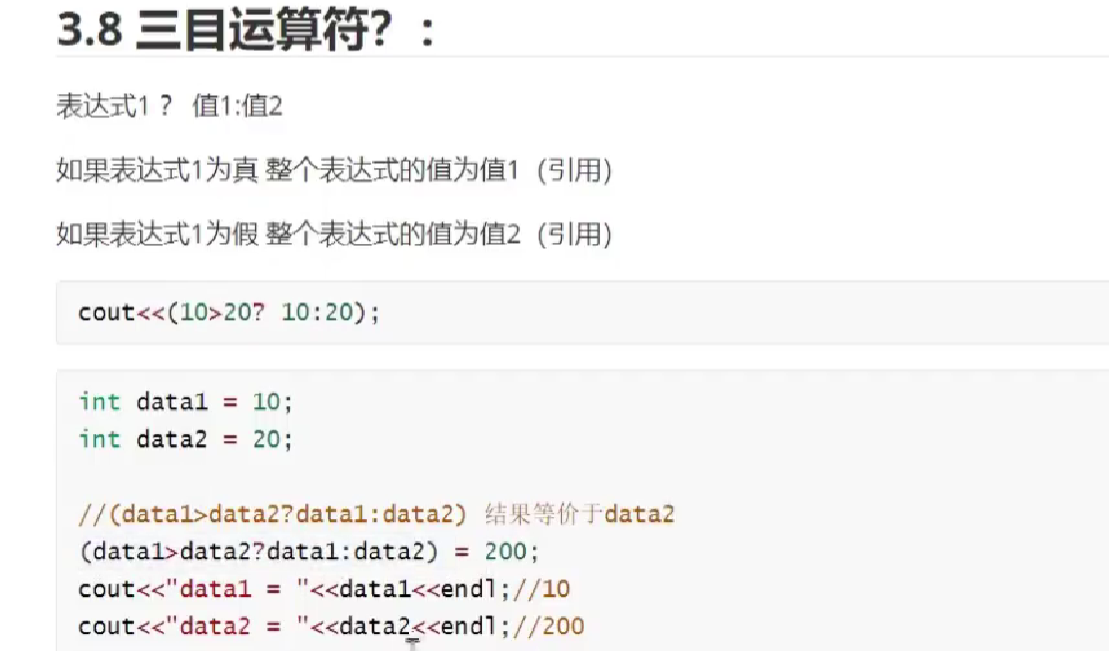 3.8 三目运算符？：
表达式1 ？ 值1:值2
如果表达式1为真 整个表达式的值为值1（引用）
如果表达式1为假 整个表达式的值为值2（引用）
cout<<(10>20? 10:20);
int data1 = 10;
int data2 = 20;
//(data1>data2?data1:data2) 结果等价于data2
(data1>data2?data1:data2) = 200;
cout<<"data1 = "<<data1<<endl;//10
cout<<"data2 = "<<data2<<endl;//200